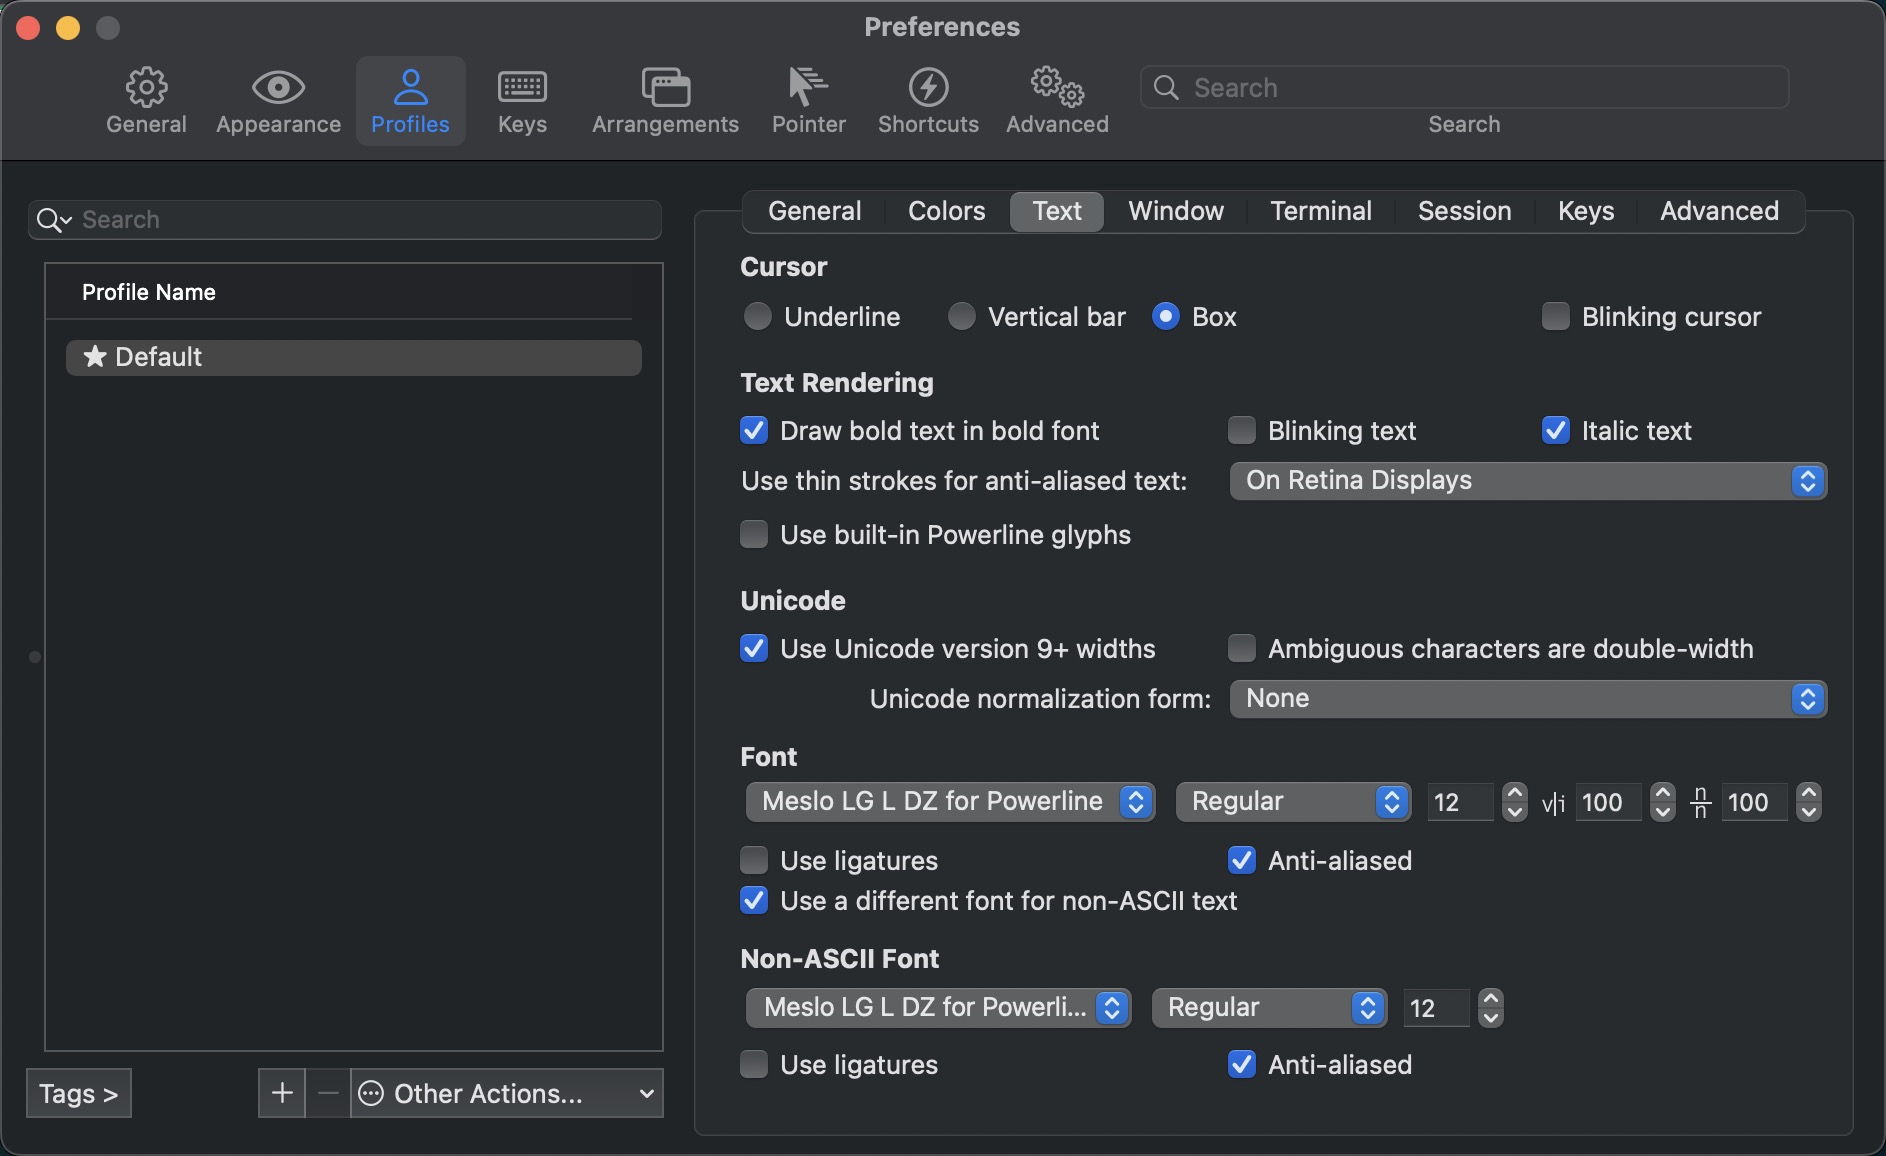 Preferences
General Appearance Profiles Keys Arrangements Pointer Shortcuts Advanced Search
Search
Search
General Colors Text Window Terminal Session Keys Advanced
Profile Name
★ Default
Tags >
+ − Other Actions...
Cursor
Underline Vertical bar Box Blinking cursor
Text Rendering
Draw bold text in bold font Blinking text Italic text
Use thin strokes for anti-aliased text: On Retina Displays
Use built-in Powerline glyphs
Unicode
Use Unicode version 9+ widths Ambiguous characters are double-width
Unicode normalization form: None
Font
Meslo LG L DZ for Powerline Regular 12 v|i 100 n/n 100
Use ligatures Anti-aliased
Use a different font for non-ASCII text
Non-ASCII Font
Meslo LG L DZ for Powerli... Regular 12
Use ligatures Anti-aliased